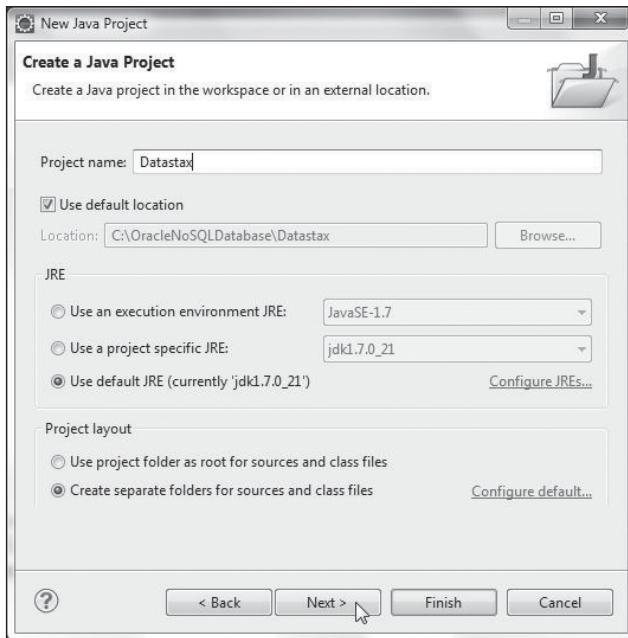 New Java Project
Create a Java Project
Create a Java project in the workspace or in an external location.
Project name: Datastax
Use default location
Location: C:\OracleNoSQLDatabase\Datastax Browse...
JRE
Use an execution environment JRE: JavaSE-1.7
Use a project specific JRE: jdk1.7.0_21
Use default JRE (currently 'jdk1.7.0_21') Configure JREs...
Project layout
Use project folder as root for sources and class files
Create separate folders for sources and class files Configure default...
? < Back Next > Finish Cancel